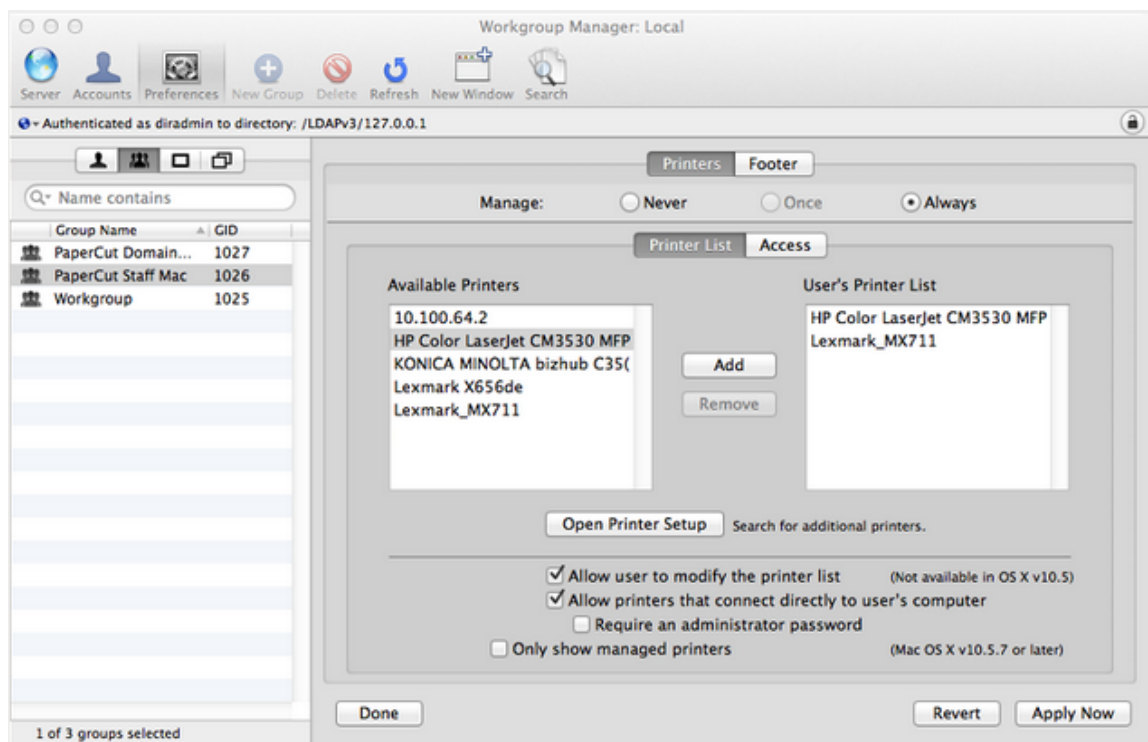 Workgroup Manager: Local
Server Accounts Preferences New Group Delete Refresh New Window Search
Authenticated as diradmin to directory: /LDAPv3/127.0.0.1
Name contains
Group Name GID
PaperCut Domain... 1027
PaperCut Staff Mac 1026
Workgroup 1025
1 of 3 groups selected
Printers Footer
Manage: Never Once Always
Printer List Access
Available Printers
10.100.64.2
HP Color LaserJet CM3530 MFP
KONICA MINOLTA bizhub C35(
Lexmark X656de
Lexmark_MX711
Add
Remove
User's Printer List
HP Color LaserJet CM3530 MFP
Lexmark_MX711
Open Printer Setup Search for additional printers.
Allow user to modify the printer list (Not available in OS X v10.5)
Allow printers that connect directly to user's computer
Require an administrator password
Only show managed printers (Mac OS X v10.5.7 or later)
Done Revert Apply Now